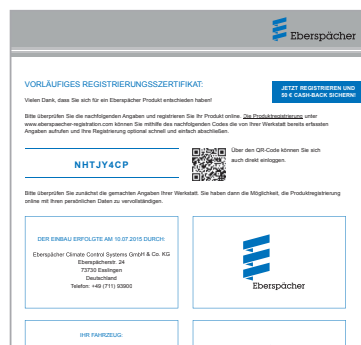 Eberspächer
VORLÄUFIGES REGISTRIERUNGSZERTIFIKAT:
JETZT REGISTRIEREN UND
50 € CASH-BACK SICHERN!
Vielen Dank, dass Sie sich für ein Eberspächer Produkt entschieden haben!
Bitte überprüfen Sie die nachfolgenden Angaben und registrieren Sie Ihr Produkt online. Die Produktregistrierung unter
www.eberspaecher-registration.com können Sie mithilfe des nachfolgenden Codes die von Ihrer Werkstatt bereits erfassten
Angaben aufrufen und Ihre Registrierung optional schnell und einfach abschließen.
NHTJY4CP
Über den QR-Code können Sie sich
auch direkt einloggen.
Bitte überprüfen Sie zunächst die gemachten Angaben Ihrer Werkstatt. Sie haben dann die Möglichkeit, die Produktregistrierung
online mit Ihren persönlichen Daten zu vervollständigen.
DER EINBAU ERFOLGTE AM 10.07.2015 DURCH:
Eberspächer Climate Control Systems GmbH & Co. KG
Eberspächerstr. 24
73730 Esslingen
Deutschland
Telefon: +49 (711) 93900
Eberspächer
IHR FAHRZEUG: